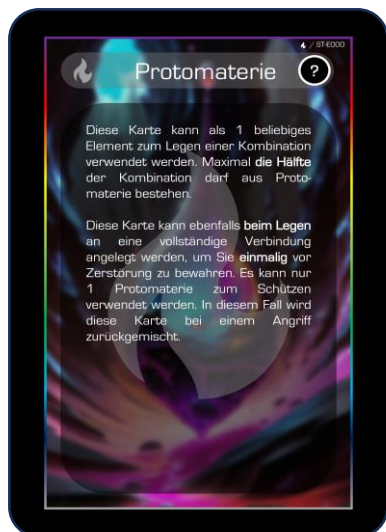 / ST-E000
Protomaterie ?
Diese Karte kann als 1 beliebiges
Element zum Legen einer Kombination
verwendet werden. Maximal die Hälfte
der Kombination darf aus Proto-
materie bestehen.
Diese Karte kann ebenfalls beim Legen
an eine vollständige Verbindung
angelegt werden, um Sie einmalig vor
Zerstörung zu bewahren. Es kann nur
1 Protomaterie zum Schützen
verwendet werden. In diesem Fall wird
diese Karte bei einem Angriff
zurückgemischt.